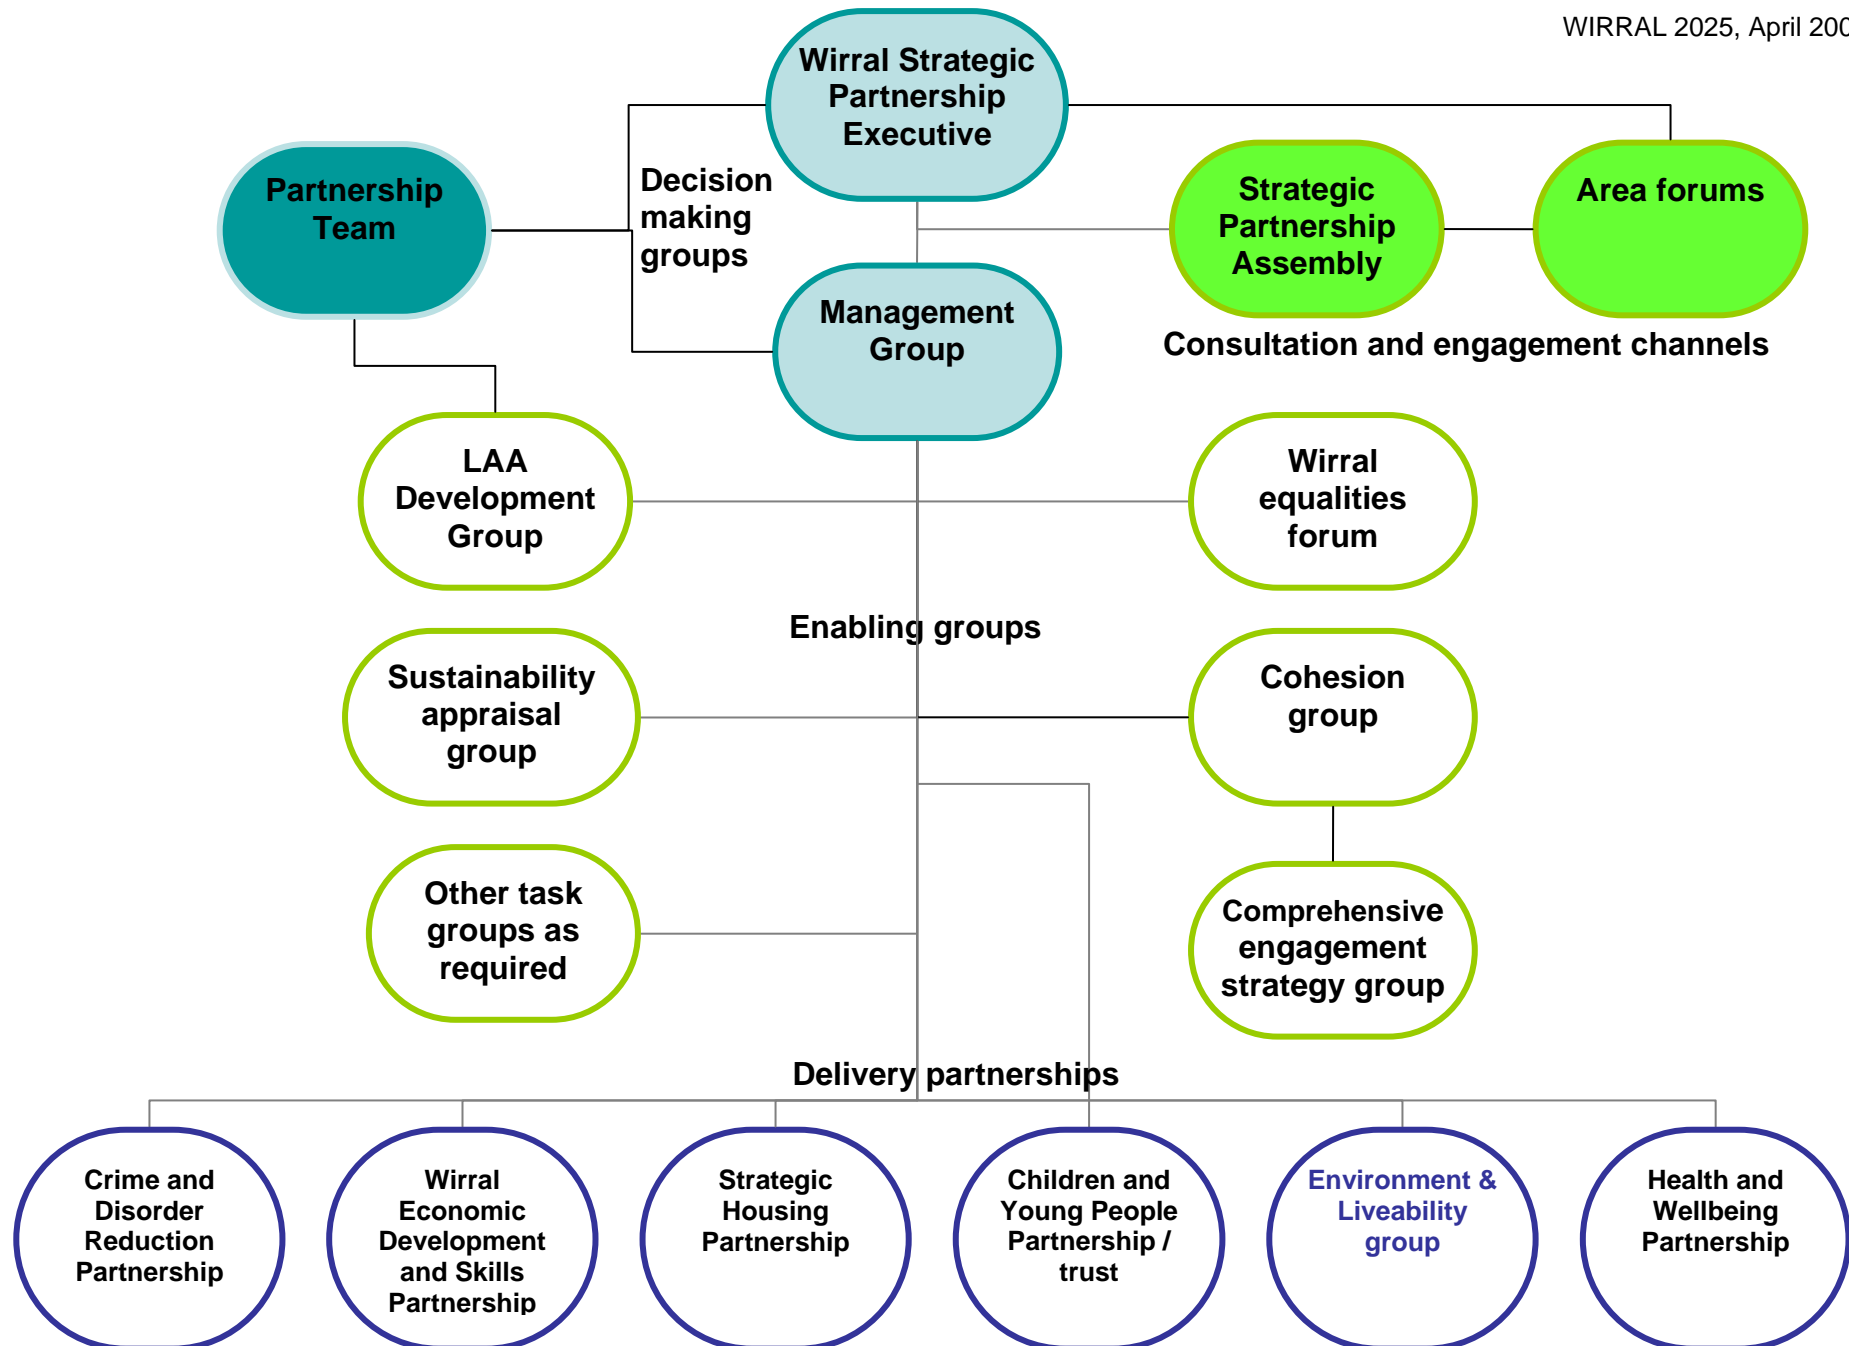 WIRRAL 2025, April 200
Wirral Strategic
Partnership
Executive
Partnership
Team
Decision
making
groups
Strategic
Partnership
Assembly
Area forums
Management
Group
Consultation and engagement channels
LAA
Development
Group
Wirral
equalities
forum
Enabling groups
Sustainability
appraisal
group
Cohesion
group
Other task
groups as
required
Comprehensive
engagement
strategy group
Delivery partnerships
Crime and
Disorder
Reduction
Partnership
Wirral
Economic
Development
and Skills
Partnership
Strategic
Housing
Partnership
Children and
Young People
Partnership /
trust
Environment &
Liveability
group
Health and
Wellbeing
Partnership